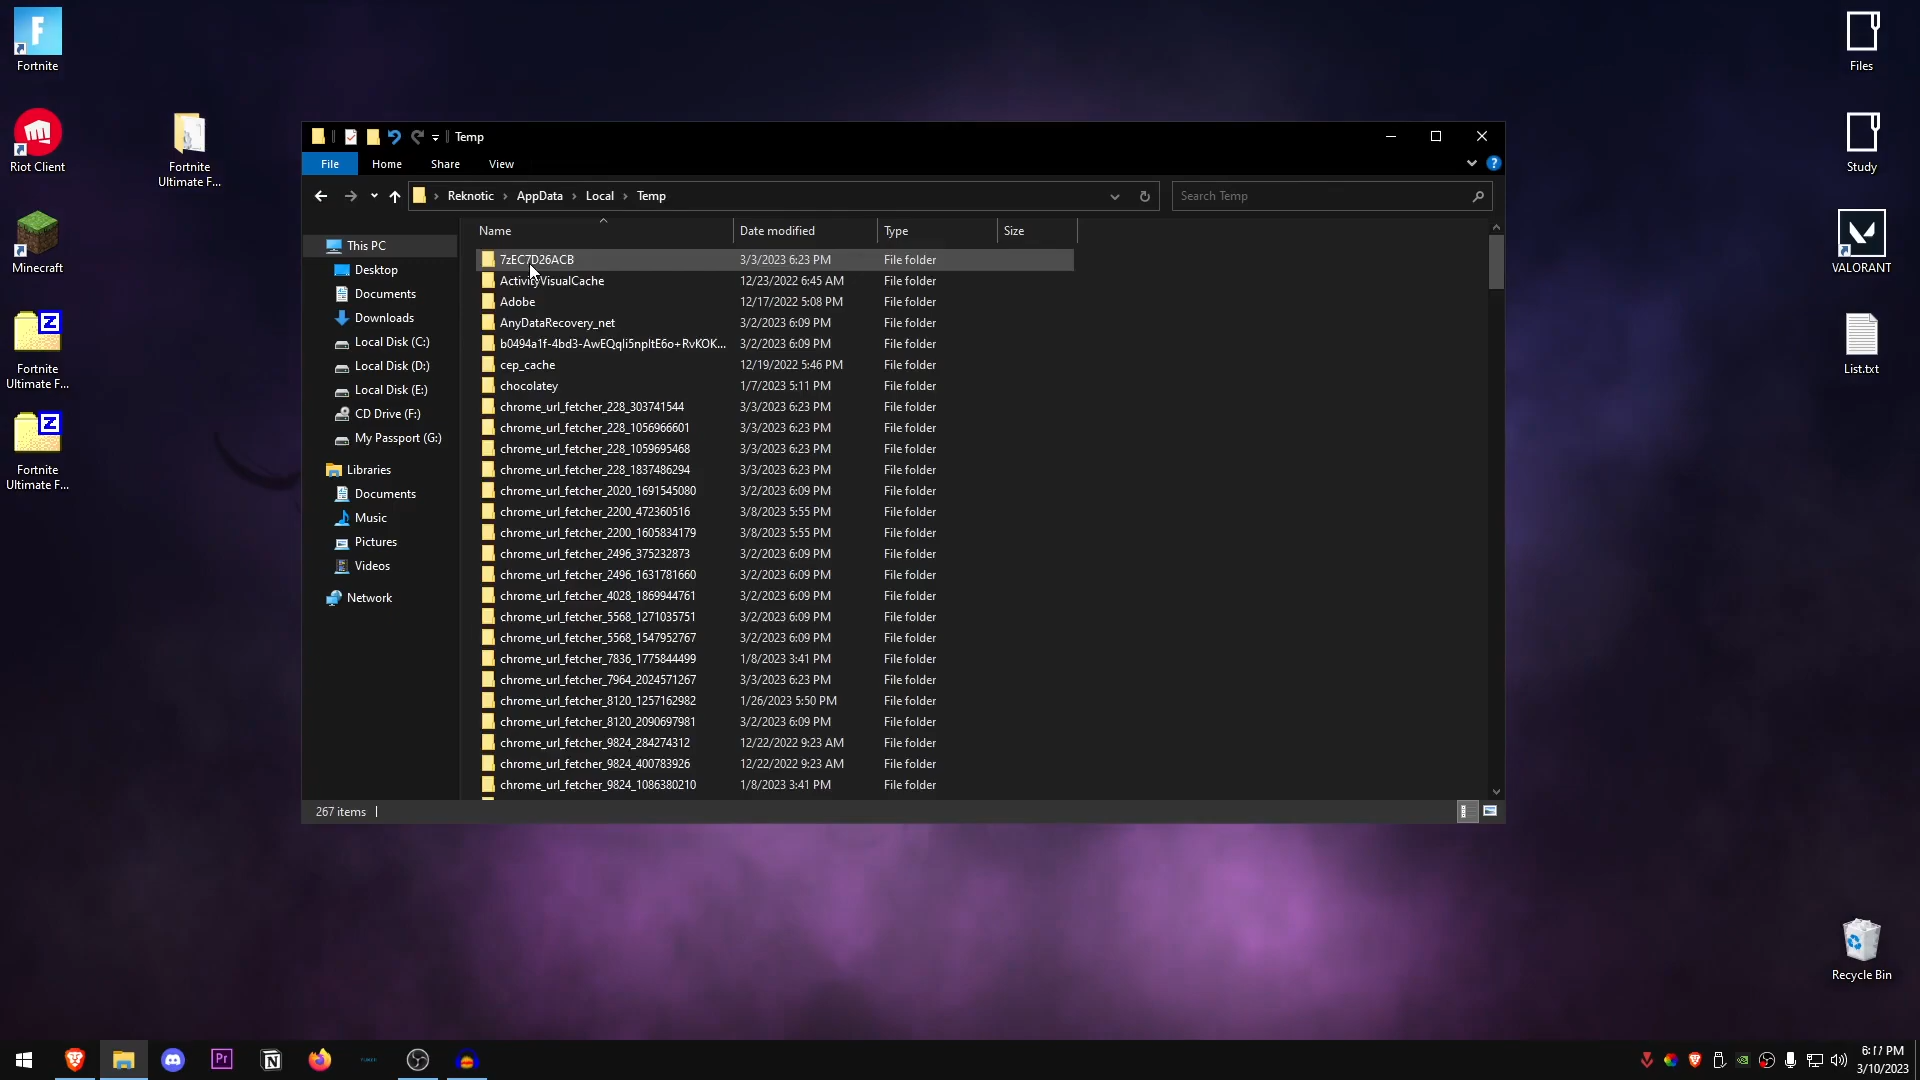 Fortnite
Riot Client
Minecraft
Fortnite
Ultimate F...
Fortnite
Ultimate F...
Fortnite
Ultimate F...
Temp
File
Home
Share
View
Reknotic
AppData
Local
Temp
Search Temp
This PC
Desktop
Documents
Downloads
Local Disk (C:)
Local Disk (D:)
Local Disk (E:)
CD Drive (F:)
My Passport (G:)
Libraries
Documents
Music
Pictures
Videos
Network
Name Date modified Type Size
7zEC7D26ACB 3/3/2023 6:23 PM File folder
ActivityVisualCache 12/23/2022 6:45 AM File folder
Adobe 12/17/2022 5:08 PM File folder
AnyDataRecovery_net 3/2/2023 6:09 PM File folder
b0494a1f-4bd3-AwEQqli5npltE6o+RvKOK... 3/2/2023 6:09 PM File folder
cep_cache 12/19/2022 5:46 PM File folder
chocolatey 1/7/2023 5:11 PM File folder
chrome_url_fetcher_228_303741544 3/3/2023 6:23 PM File folder
chrome_url_fetcher_228_1056966601 3/3/2023 6:23 PM File folder
chrome_url_fetcher_228_1059695468 3/3/2023 6:23 PM File folder
chrome_url_fetcher_228_1837486294 3/3/2023 6:23 PM File folder
chrome_url_fetcher_2020_1691545080 3/2/2023 6:09 PM File folder
chrome_url_fetcher_2200_472360516 3/8/2023 5:55 PM File folder
chrome_url_fetcher_2200_1605834179 3/8/2023 5:55 PM File folder
chrome_url_fetcher_2496_375232873 3/2/2023 6:09 PM File folder
chrome_url_fetcher_2496_1631781660 3/2/2023 6:09 PM File folder
chrome_url_fetcher_4028_1869944761 3/2/2023 6:09 PM File folder
chrome_url_fetcher_5568_1271035751 3/2/2023 6:09 PM File folder
chrome_url_fetcher_5568_1547952767 3/2/2023 6:09 PM File folder
chrome_url_fetcher_7836_1775844499 1/8/2023 3:41 PM File folder
chrome_url_fetcher_7964_2024571267 3/3/2023 6:23 PM File folder
chrome_url_fetcher_8120_1257162982 1/26/2023 5:50 PM File folder
chrome_url_fetcher_8120_2090697981 3/2/2023 6:09 PM File folder
chrome_url_fetcher_9824_284274312 12/22/2022 9:23 AM File folder
chrome_url_fetcher_9824_400783926 12/22/2022 9:23 AM File folder
chrome_url_fetcher_9824_1086380210 1/8/2023 3:41 PM File folder
267 items
Files
Study
VALORANT
List.txt
Recycle Bin
Pr
3/10/2023